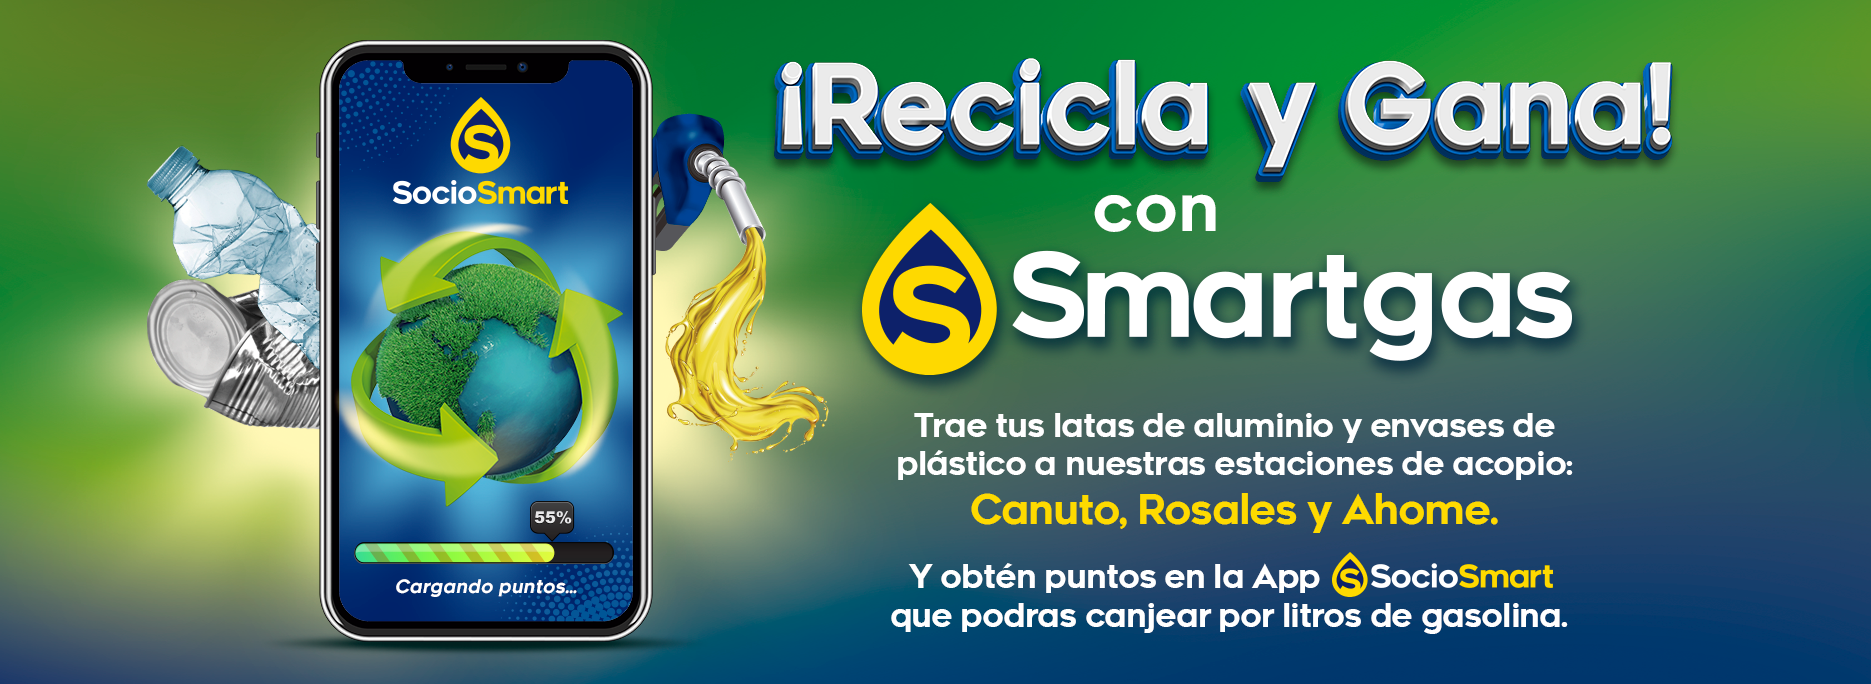 S
SocioSmart
55%
Cargando puntos...
¡Recicla y Gana!
con
S Smartgas
Trae tus latas de aluminio y envases de
plástico a nuestras estaciones de acopio:
Canuto, Rosales y Ahome.
Y obtén puntos en la App S SocioSmart
que podras canjear por litros de gasolina.